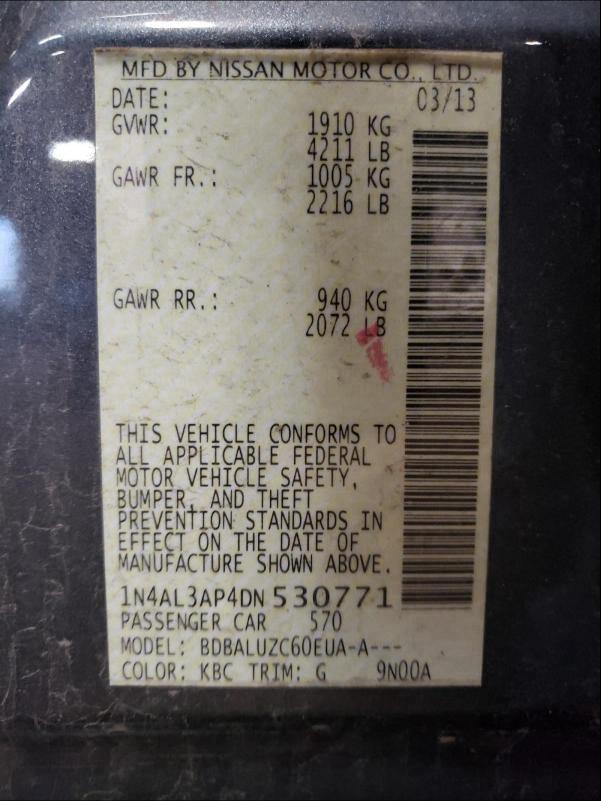 MFD BY NISSAN MOTOR CO., LTD.
DATE: 03/13
GVWR: 1910 KG
4211 LB
GAWR FR.: 1005 KG
2216 LB
GAWR RR.: 940 KG
2072 LB
THIS VEHICLE CONFORMS TO
ALL APPLICABLE FEDERAL
MOTOR VEHICLE SAFETY,
BUMPER, AND THEFT
PREVENTION STANDARDS IN
EFFECT ON THE DATE OF
MANUFACTURE SHOWN ABOVE.
1N4AL3AP4DN530771
PASSENGER CAR 570
MODEL: BDBALUZC60EUA-A---
COLOR: KBC TRIM: G 9N00A